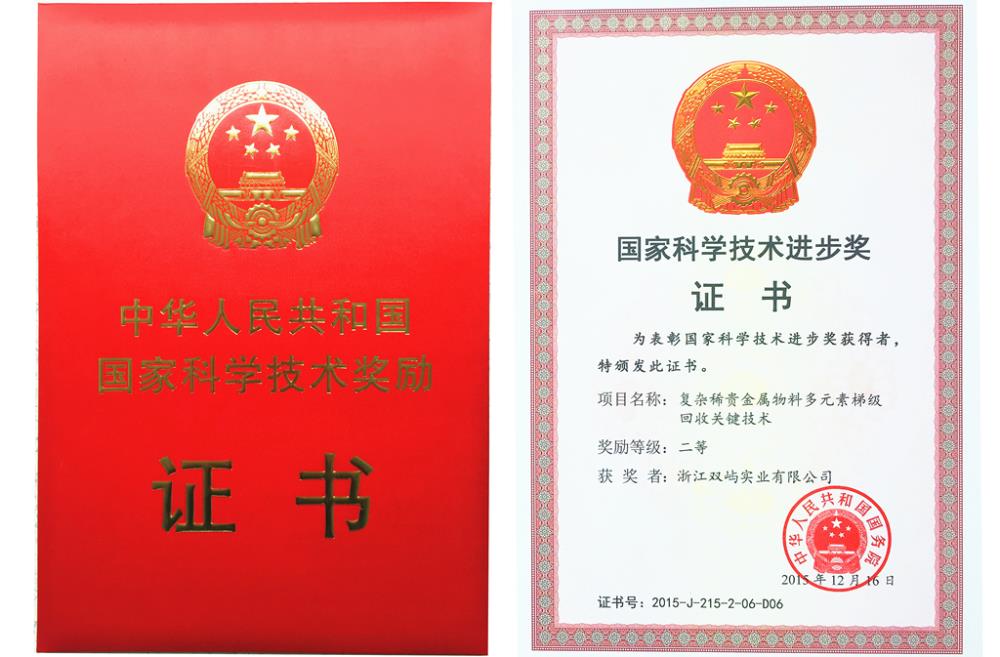 中华人民共和国
国家科学技术奖励
证 书
国家科学技术进步奖
证 书
为表彰国家科学技术进步奖获得者，
特颁发此证书。
项目名称：复杂稀贵金属物料多元素梯级
回收关键技术
奖励等级：二等
获 奖 者：浙江双屿实业有限公司
中华人民共和国国务院
2015年12月16日
证书号：2015-J-215-2-06-D06